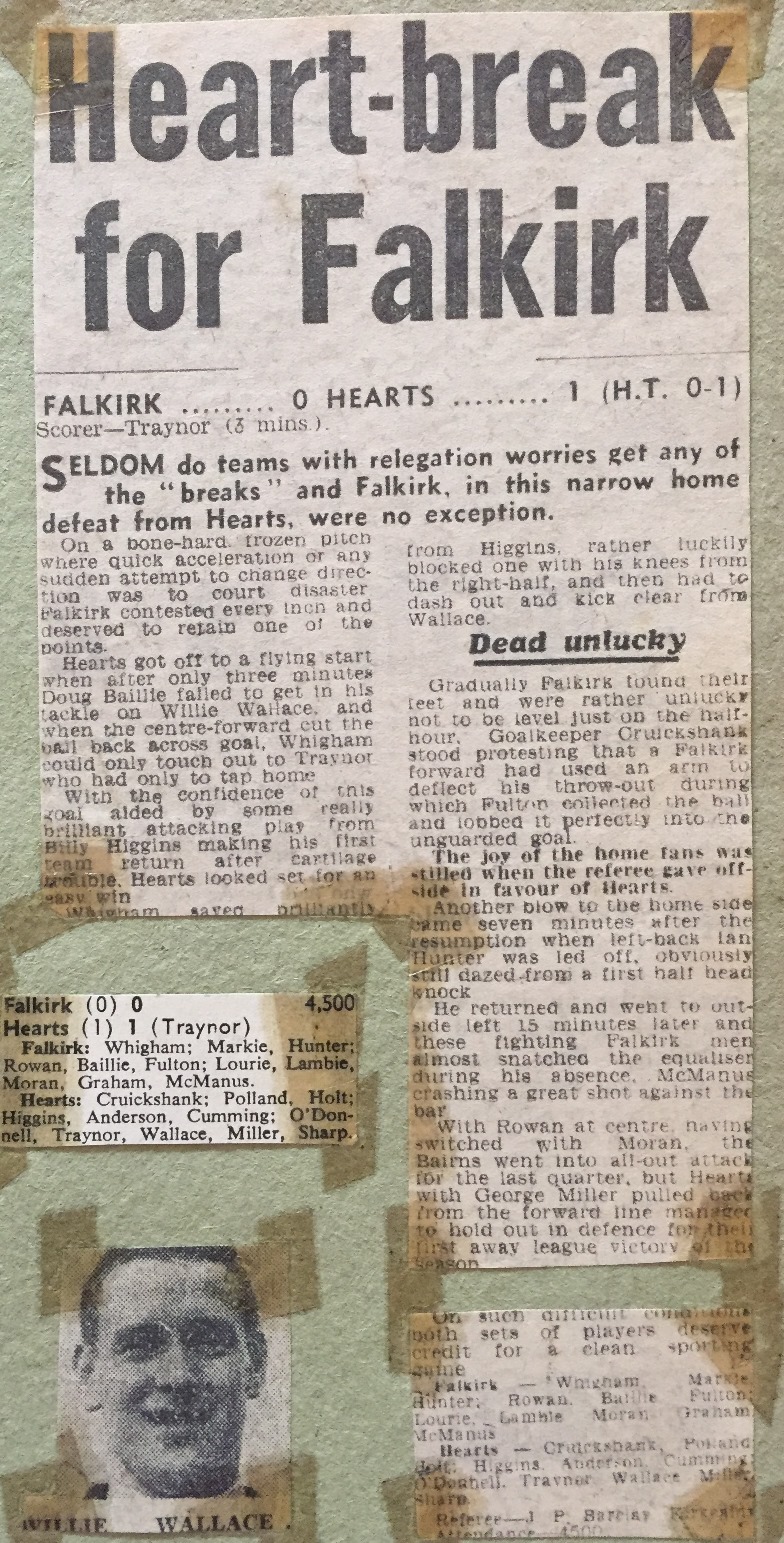 Heart-break
for Falkirk
FALKIRK ......... 0 HEARTS ......... 1 (H.T. 0-1)
Scorer—Traynor (3 mins.).
SELDOM do teams with relegation worries get any of
the "breaks" and Falkirk, in this narrow home
defeat from Hearts, were no exception.
On a bone-hard, frozen pitch
where quick acceleration or any
sudden attempt to change direc-
tion was to court disaster
Falkirk contested every inch and
deserved to retain one of the
points.
Hearts got off to a flying start
when after only three minutes
Doug Baillie failed to get in his
tackle on Willie Wallace, and
when the centre-forward cut the
ball back across goal, Whigham
could only touch out to Traynor
who had only to tap home
With the confidence of this
goal aided by some really
brilliant attacking play from
Billy Higgins making his first
team return after cartilage
trouble, Hearts looked set for an
easy win
Whigham saved brilliantly
from Higgins, rather luckily
blocked one with his knees from
the right-half, and then had to
dash out and kick clear from
Wallace.
Dead unlucky
Gradually Falkirk found their
feet and were rather unlucky
not to be level just on the half-
hour. Goalkeeper Cruickshank
stood protesting that a Falkirk
forward had used an arm to
deflect his throw-out during
which Fulton collected the ball
and lobbed it perfectly into the
unguarded goal.
The joy of the home fans was
stilled when the referee gave off-
side in favour of Hearts.
Another blow to the home side
came seven minutes after the
resumption when left-back Ian
Hunter was led off, obviously
still dazed from a first half head
knock
He returned and went to out-
side left 15 minutes later and
these fighting Falkirk men
almost snatched the equaliser
during his absence, McManus
crashing a great shot against the
bar
With Rowan at centre, having
switched with Moran, the
Bairns went into all-out attack
for the last quarter, but Hearts
with George Miller pulled back
from the forward line managed
to hold out in defence for their
first away league victory of the
season
On such difficult conditions
both sets of players deserve
credit for a clean sporting
game
Falkirk — Whigham, Markie,
Hunter; Rowan, Baillie Fulton;
Lourie, Lambie Moran Graham
McManus
Hearts — Cruickshank, Polland
Holt; Higgins, Anderson, Cumming;
O'Donnell, Traynor Wallace Miller,
Sharp.
Referee—J P. Barclay Kirkcaldy
Attendance—4500
Falkirk (0) 0 4,500
Hearts (1) 1 (Traynor)
Falkirk: Whigham; Markie, Hunter;
Rowan, Baillie, Fulton; Lourie, Lambie,
Moran, Graham, McManus.
Hearts: Cruickshank; Polland, Holt;
Higgins, Anderson, Cumming; O'Don-
nell, Traynor, Wallace, Miller, Sharp.
WILLIE WALLACE .